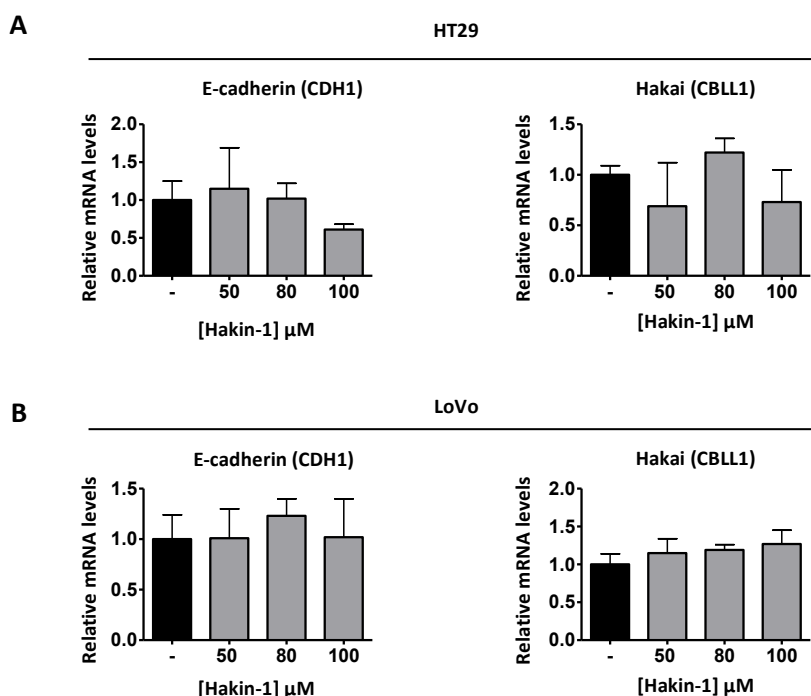 A
HT29
E-cadherin (CDH1)
Relative mRNA levels
2.0
1.5
1.0
0.5
0.0
- 50 80 100
[Hakin-1] µM
Hakai (CBLL1)
Relative mRNA levels
1.5
1.0
0.5
0.0
- 50 80 100
[Hakin-1] µM
B
LoVo
E-cadherin (CDH1)
Relative mRNA levels
1.5
1.0
0.5
0.0
- 50 80 100
[Hakin-1] µM
Hakai (CBLL1)
Relative mRNA levels
2.0
1.5
1.0
0.5
0.0
- 50 80 100
[Hakin-1] µM